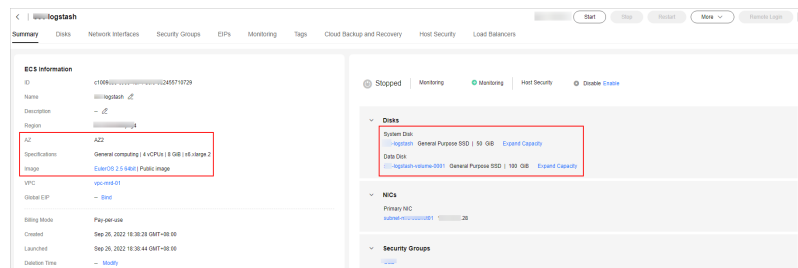 logstash
Start Stop Restart More Remote Login
Summary Disks Network Interfaces Security Groups EIPs Monitoring Tags Cloud Backup and Recovery Host Security Load Balancers
ECS Information
ID c1009 2455710729
Name logstash
Description --
Region
AZ AZ2
Specifications General computing | 4 vCPUs | 8 GiB | s6.xlarge.2
Image EulerOS 2.5 64bit | Public image
VPC vpc-mrd-01
Global EIP -- Bind
Billing Mode Pay-per-use
Created Sep 26, 2022 18:38:28 GMT+08:00
Launched Sep 26, 2022 18:38:44 GMT+08:00
Deletion Time -- Modify
Stopped Monitoring Monitoring Host Security Disable Enable
Disks
System Disk
-logstash General Purpose SSD | 50 GiB Expand Capacity
Data Disk
-logstash-volume-0001 General Purpose SSD | 100 GiB Expand Capacity
NICs
Primary NIC
.28
Security Groups